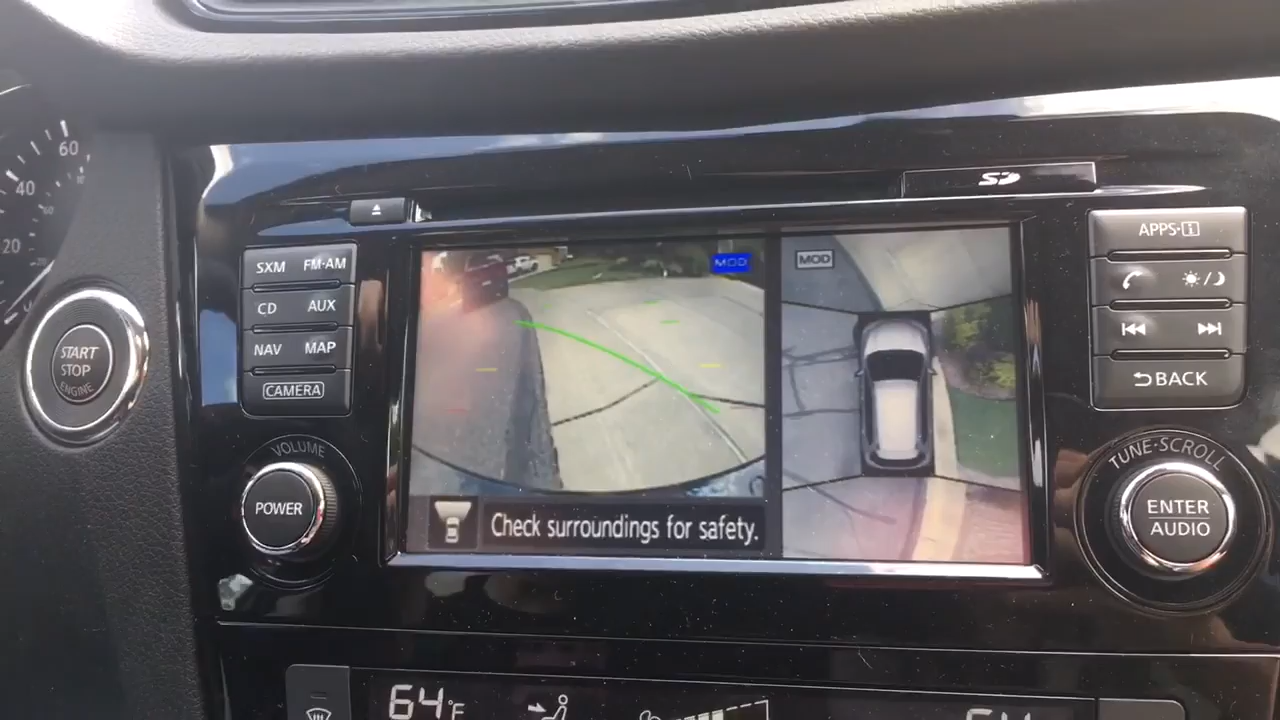 60
40
60
20
START
STOP
ENGINE
SXM FM·AM
CD AUX
NAV MAP
CAMERA
VOLUME
POWER
MOD
MOD
Check surroundings for safety.
SD
APPS·i
BACK
TUNE·SCROLL
ENTER
AUDIO
64°F